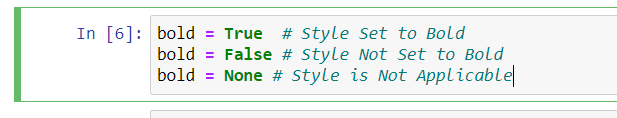 In [6]: bold = True  # Style Set to Bold
bold = False # Style Not Set to Bold
bold = None # Style is Not Applicable